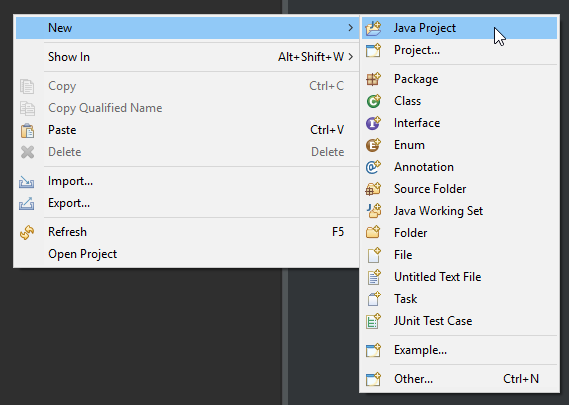 New
Show In Alt+Shift+W
Copy Ctrl+C
Copy Qualified Name
Paste Ctrl+V
Delete Delete
Import...
Export...
Refresh F5
Open Project
Java Project
Project...
Package
Class
Interface
Enum
Annotation
Source Folder
Java Working Set
Folder
File
Untitled Text File
Task
JUnit Test Case
Example...
Other... Ctrl+N